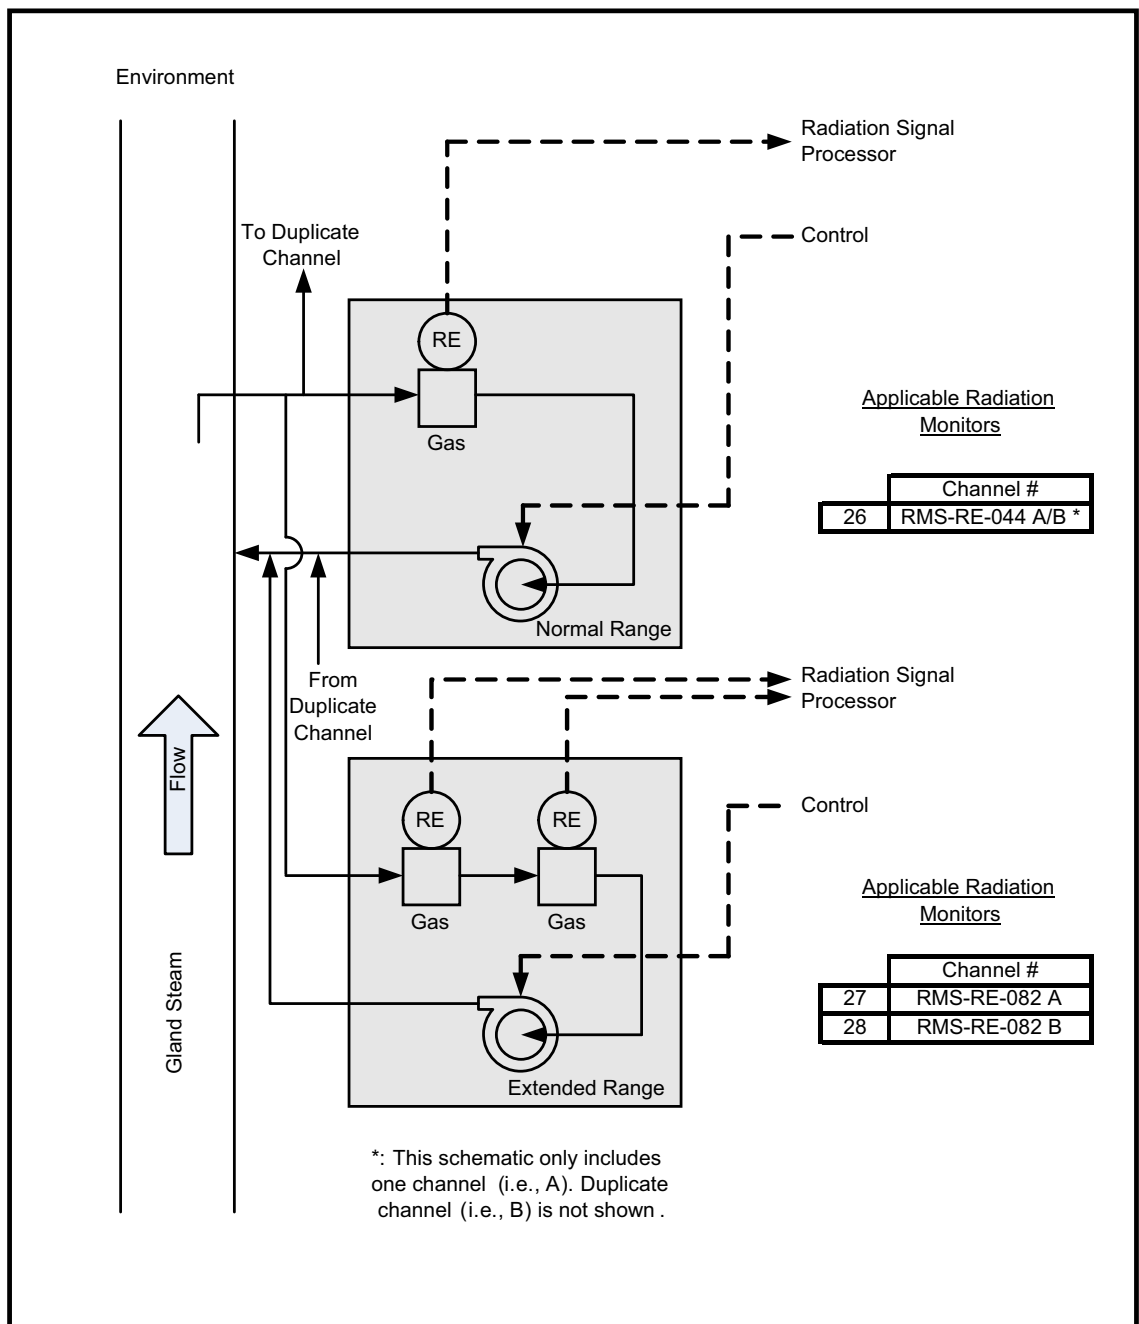 Environment
Radiation Signal
Processor
To Duplicate
Channel
Control
RE
Gas
Applicable Radiation
Monitors
Channel #
26 RMS-RE-044 A/B *
Normal Range
From
Duplicate
Channel
Radiation Signal
Processor
Flow
RE RE
Control
Gas Gas
Applicable Radiation
Monitors
Channel #
27 RMS-RE-082 A
28 RMS-RE-082 B
Gland Steam
Extended Range
*: This schematic only includes
one channel (i.e., A). Duplicate
channel (i.e., B) is not shown .